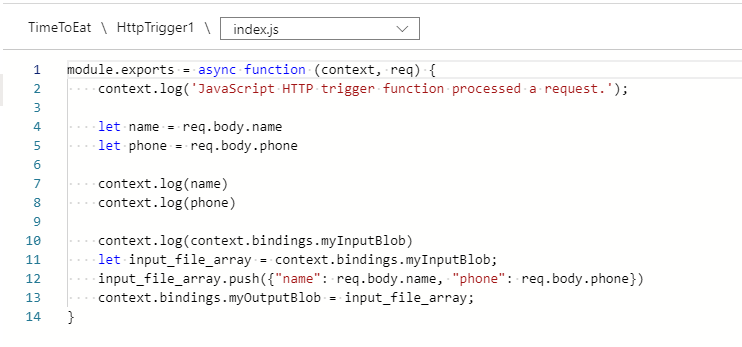 TimeToEat \ HttpTrigger1 \ index.js
1 module.exports = async function (context, req) {
2     context.log('JavaScript HTTP trigger function processed a request.');
3
4     let name = req.body.name
5     let phone = req.body.phone
6
7     context.log(name)
8     context.log(phone)
9
10     context.log(context.bindings.myInputBlob)
11     let input_file_array = context.bindings.myInputBlob;
12     input_file_array.push({"name": req.body.name, "phone": req.body.phone})
13     context.bindings.myOutputBlob = input_file_array;
14 }